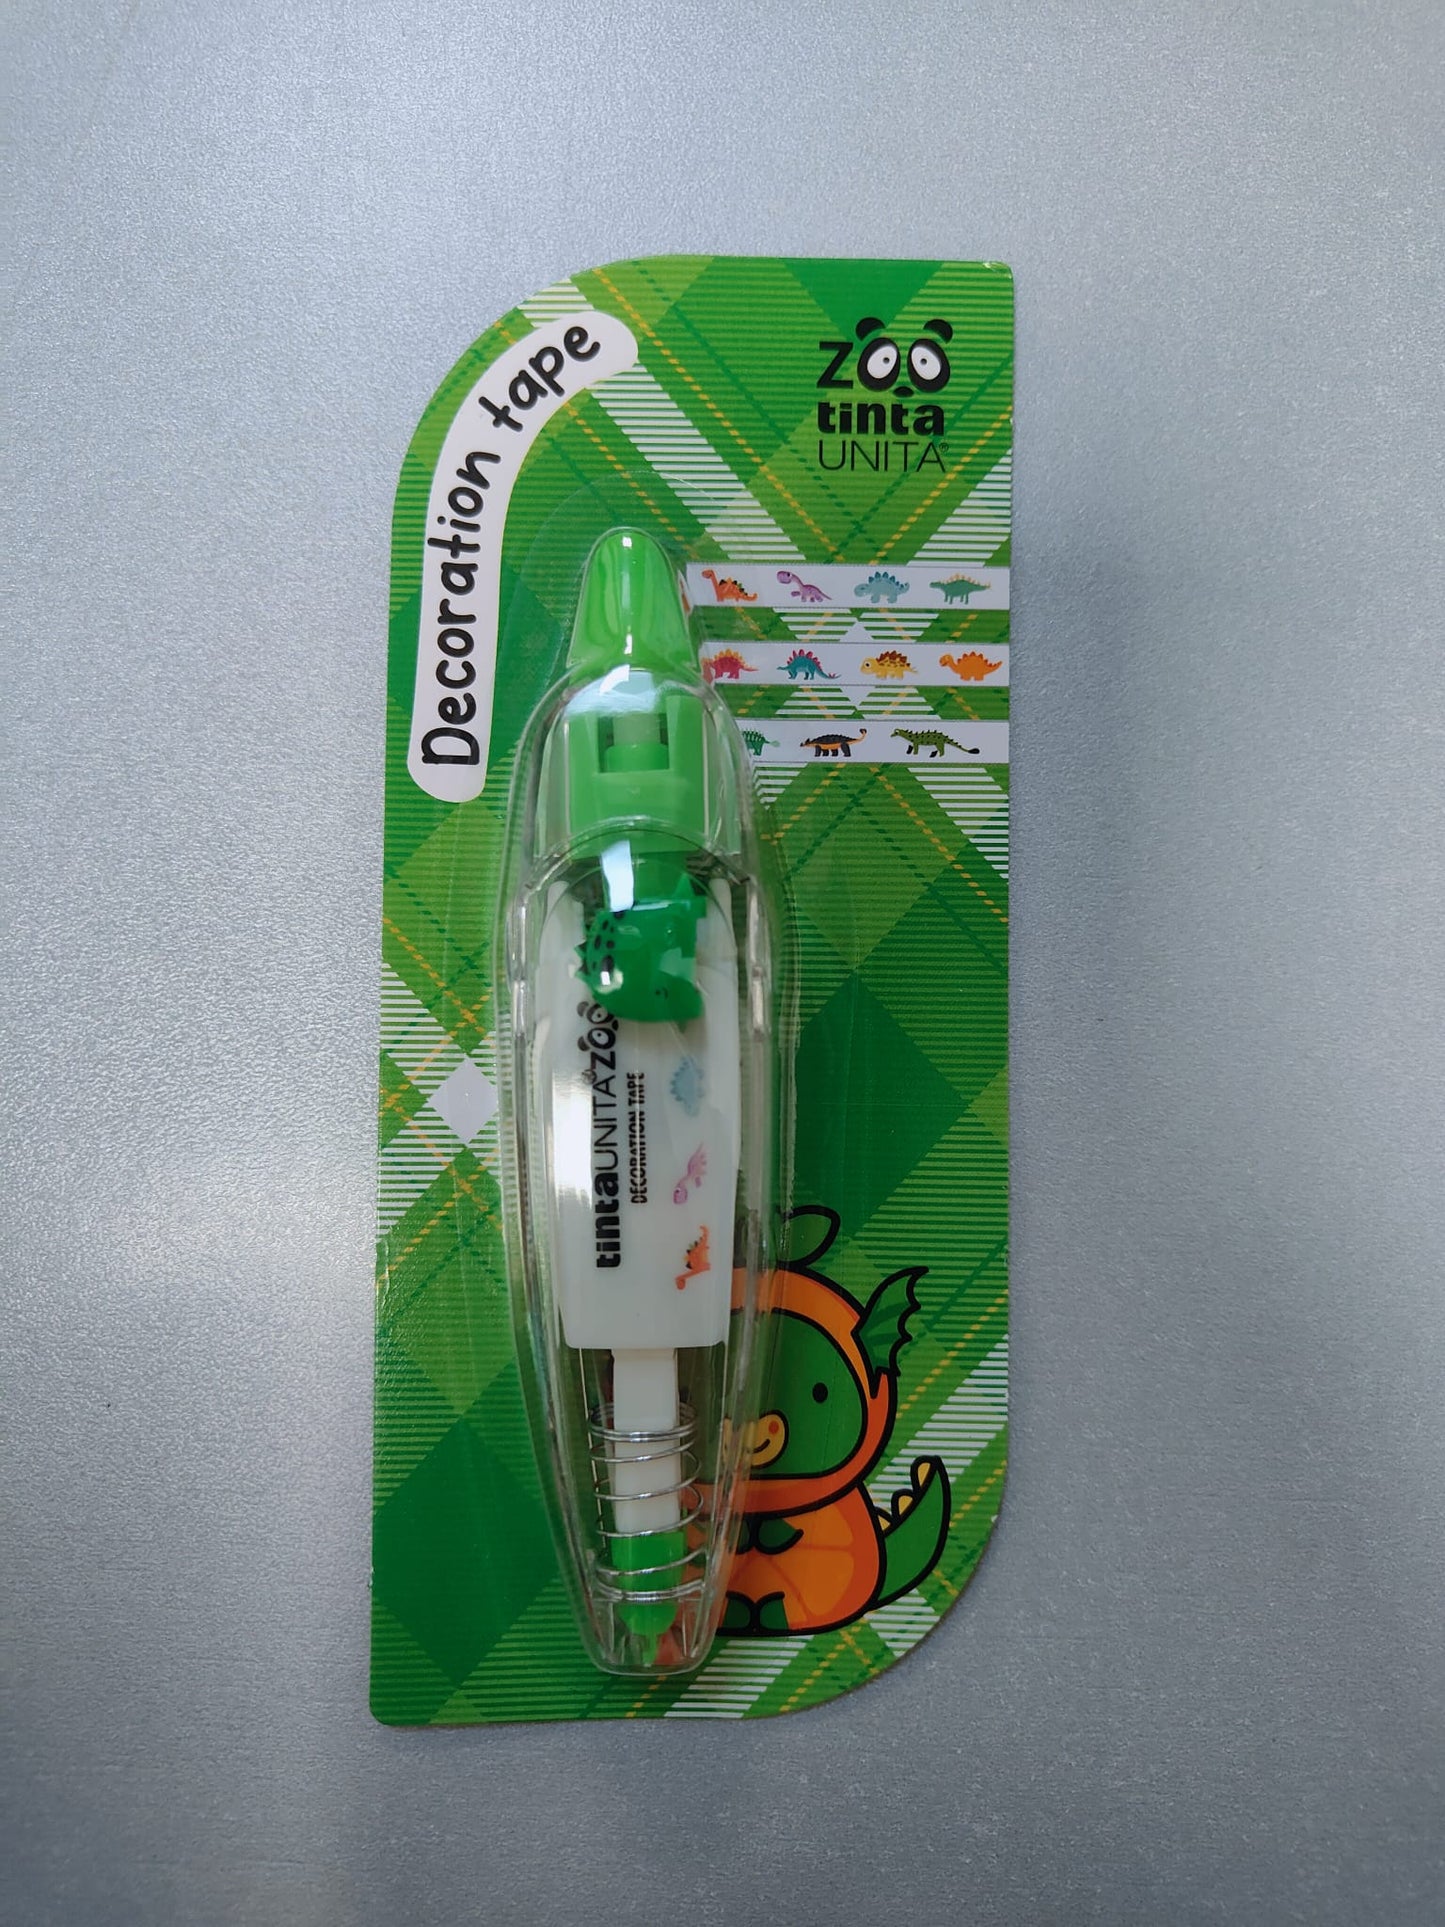 Decoration tape
ZOO
tinta
UNITA®
tintaUNITA®ZOO
DECORATION TAPE